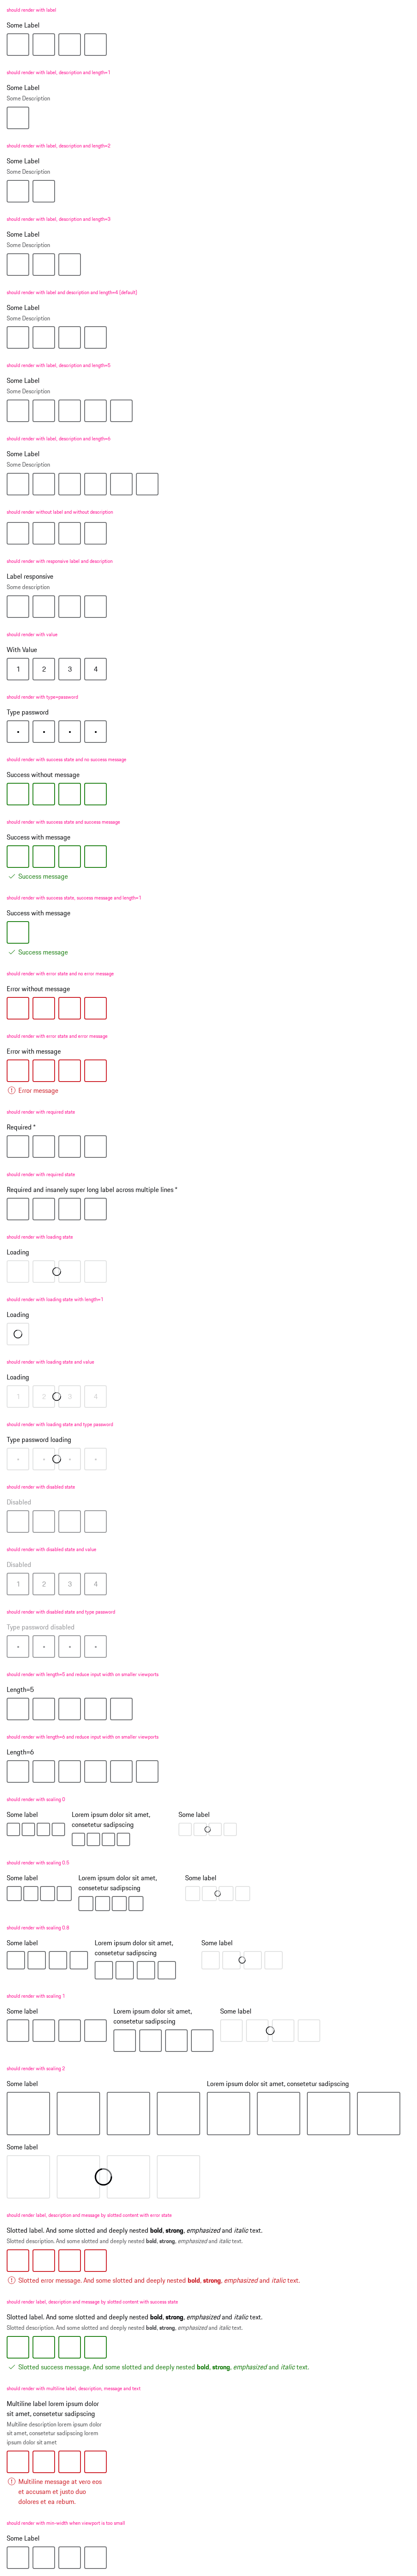 should render with label
Some Label
should render with label, description and length=1
Some Label
Some Description
should render with label, description and length=2
Some Label
Some Description
should render with label, description and length=3
Some Label
Some Description
should render with label and description and length=4 (default)
Some Label
Some Description
should render with label, description and length=5
Some Label
Some Description
should render with label, description and length=6
Some Label
Some Description
should render without label and without description
should render with responsive label and description
Label responsive
Some description
should render with value
With Value
1 2 3 4
should render with type=password
Type password
should render with success state and no success message
Success without message
should render with success state and success message
Success with message
Success message
should render with success state, success message and length=1
Success with message
Success message
should render with error state and no error message
Error without message
should render with error state and error message
Error with message
Error message
should render with required state
Required *
should render with required state
Required and insanely super long label across multiple lines *
should render with loading state
Loading
should render with loading state with length=1
Loading
should render with loading state and value
Loading
1 2 3 4
should render with loading state and type password
Type password loading
should render with disabled state
Disabled
should render with disabled state and value
Disabled
1 2 3 4
should render with disabled state and type password
Type password disabled
should render with length=5 and reduce input width on smaller viewports
Length=5
should render with length=6 and reduce input width on smaller viewports
Length=6
should render with scaling 0
Some label
Lorem ipsum dolor sit amet,
consetetur sadipscing
Some label
should render with scaling 0.5
Some label
Lorem ipsum dolor sit amet,
consetetur sadipscing
Some label
should render with scaling 0.8
Some label
Lorem ipsum dolor sit amet,
consetetur sadipscing
Some label
should render with scaling 1
Some label
Lorem ipsum dolor sit amet,
consetetur sadipscing
Some label
should render with scaling 2
Some label
Lorem ipsum dolor sit amet, consetetur sadipscing
Some label
should render label, description and message by slotted content with error state
Slotted label. And some slotted and deeply nested bold, strong, emphasized and italic text.
Slotted description. And some slotted and deeply nested bold, strong, emphasized and italic text.
Slotted error message. And some slotted and deeply nested bold, strong, emphasized and italic text.
should render label, description and message by slotted content with success state
Slotted label. And some slotted and deeply nested bold, strong, emphasized and italic text.
Slotted description. And some slotted and deeply nested bold, strong, emphasized and italic text.
Slotted success message. And some slotted and deeply nested bold, strong, emphasized and italic text.
should render with multiline label, description, message and text
Multiline label lorem ipsum dolor
sit amet, consetetur sadipscing
Multiline description lorem ipsum dolor
sit amet, consetetur sadipscing lorem
ipsum dolor sit amet
Multiline message at vero eos
et accusam et justo duo
dolores et ea rebum.
should render with min-width when viewport is too small
Some Label